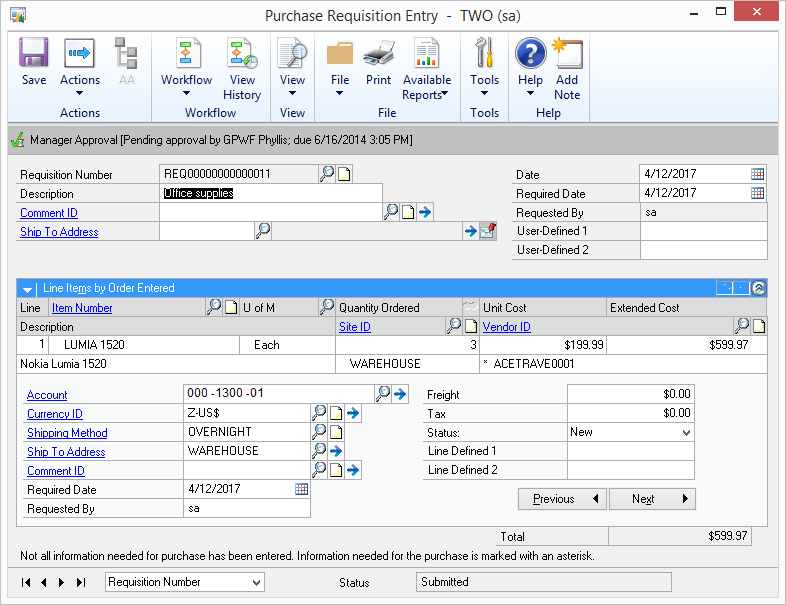 Purchase Requisition Entry - TWO (sa)
Save Actions AA Workflow View History View File Print Available Reports Tools Help Add Note
Actions Workflow View File Tools Help
Manager Approval [Pending approval by GPWF Phyllis; due 6/16/2014 3:05 PM]
Requisition Number REQ00000000000011 Date 4/12/2017
Description Office supplies Required Date 4/12/2017
Comment ID Requested By sa
Ship To Address User-Defined 1
User-Defined 2
Line Items by Order Entered
Line Item Number U of M Quantity Ordered Unit Cost Extended Cost
Description Site ID Vendor ID
1 LUMIA 1520 Each 3 $199.99 $599.97
Nokia Lumia 1520 WAREHOUSE * ACETRAVE0001
Account 000 -1300 -01 Freight $0.00
Currency ID Z-US$ Tax $0.00
Shipping Method OVERNIGHT Status: New
Ship To Address WAREHOUSE Line Defined 1
Comment ID Line Defined 2
Required Date 4/12/2017
Previous Next
Requested By sa
Total $599.97
Not all information needed for purchase has been entered. Information needed for the purchase is marked with an asterisk.
Requisition Number Status Submitted